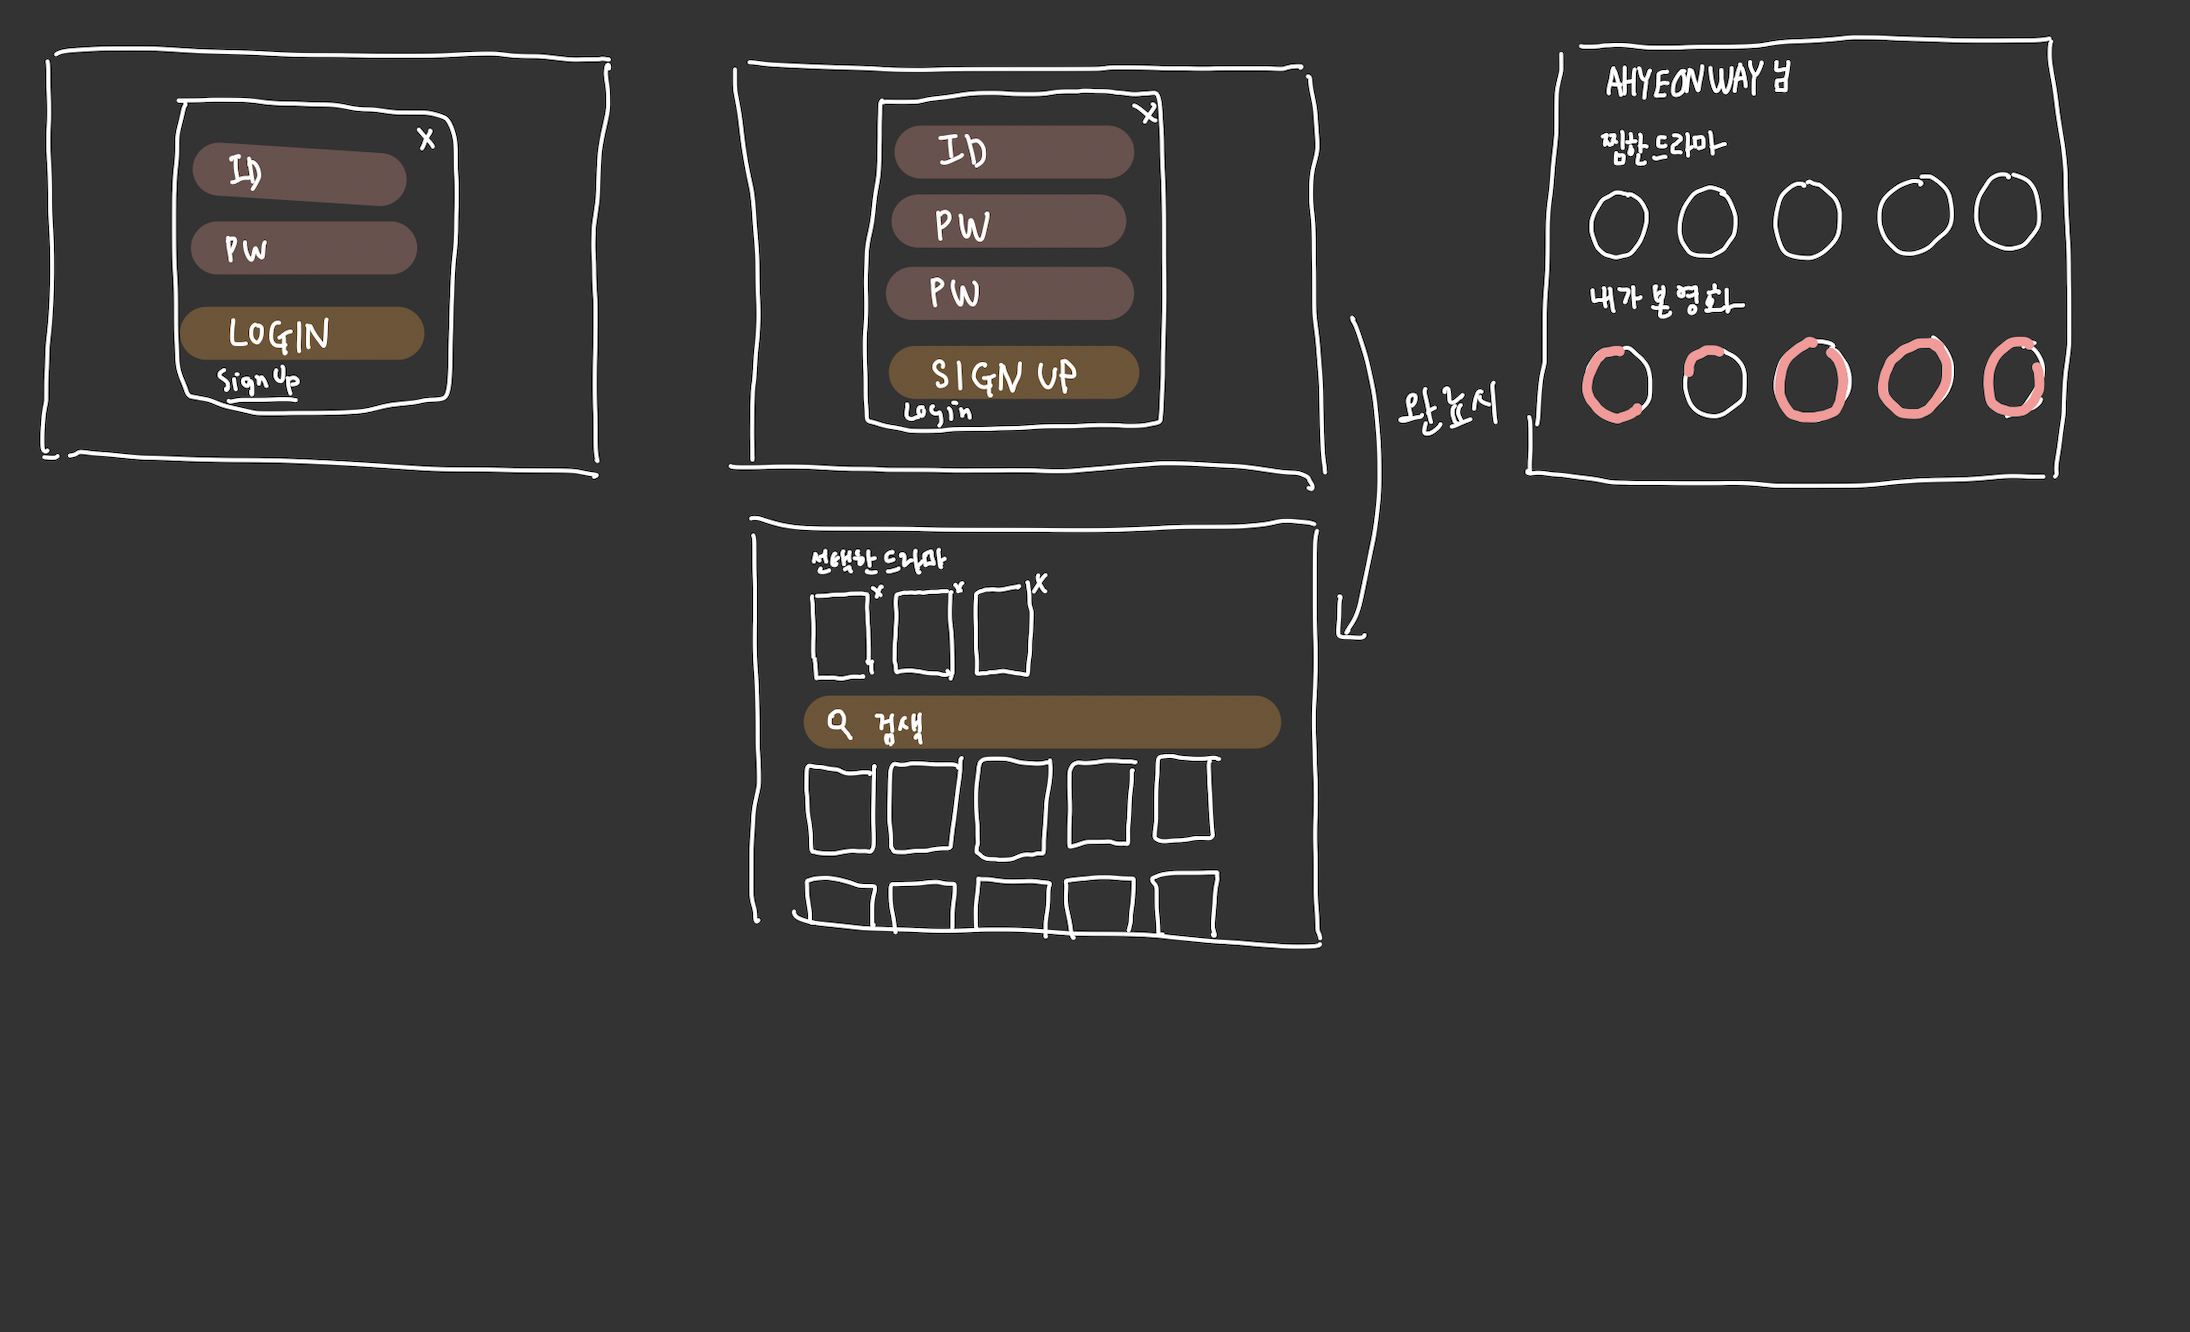 X
ID
PW
LOGIN
Sign Up
X
ID
PW
PW
SIGN UP
Login
완료시
선택한 드라마
x x X
검색
AHYEONWAY 님
찜한 드라마
내가 본 영화